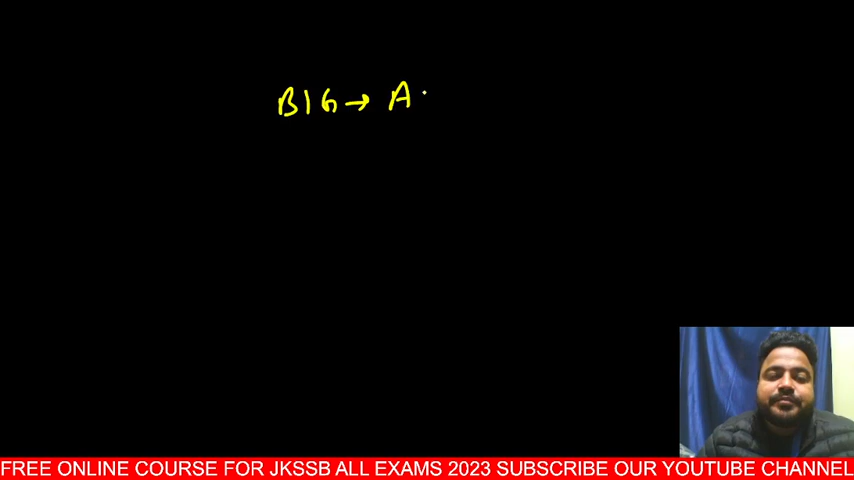 BIG → A
FREE ONLINE COURSE FOR JKSSB ALL EXAMS 2023 SUBSCRIBE OUR YOUTUBE CHANNEL